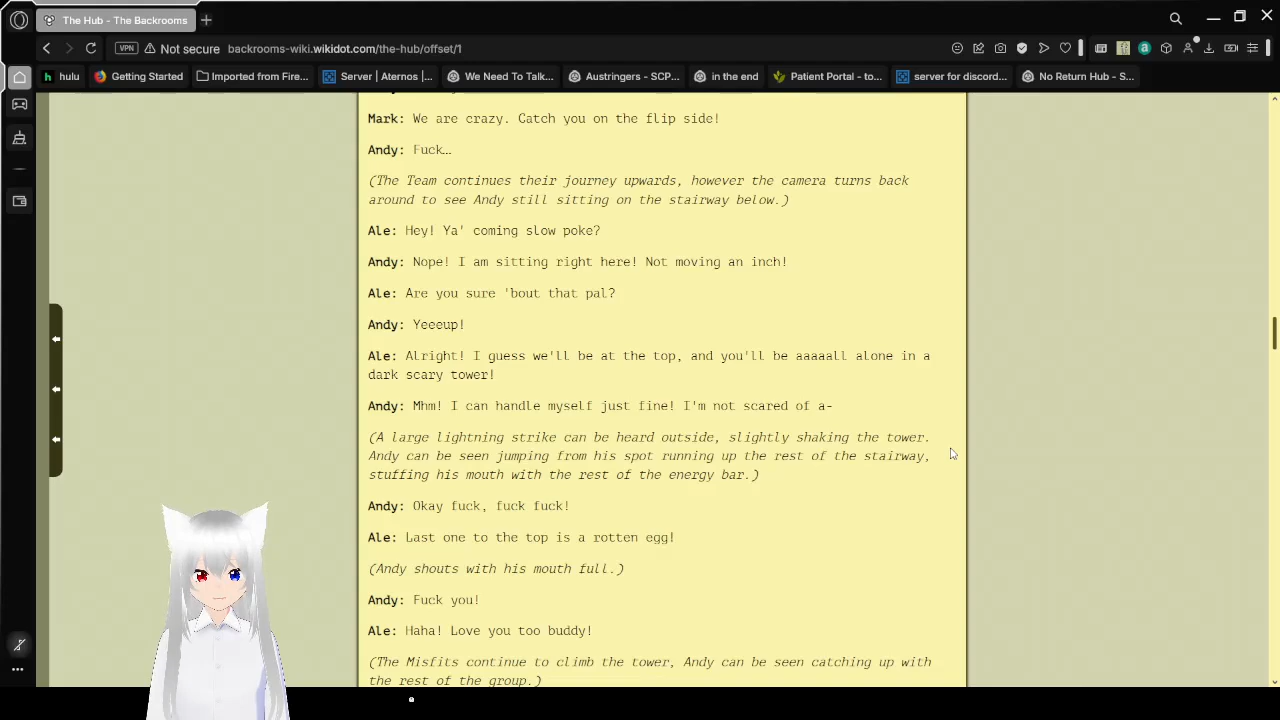 The Hub - The Backrooms
VPN Not secure backrooms-wiki.wikidot.com/the-hub/offset/1
hulu Getting Started Imported from Fire... Server | Aternos |... We Need To Talk... Austringers - SCP... in the end Patient Portal - to... server for discord... No Return Hub - S...
Mark: We are crazy. Catch you on the flip side!
Andy: Fuck…
(The Team continues their journey upwards, however the camera turns back
around to see Andy still sitting on the stairway below.)
Ale: Hey! Ya' coming slow poke?
Andy: Nope! I am sitting right here! Not moving an inch!
Ale: Are you sure 'bout that pal?
Andy: Yeeeup!
Ale: Alright! I guess we'll be at the top, and you'll be aaaaall alone in a
dark scary tower!
Andy: Mhm! I can handle myself just fine! I'm not scared of a-
(A large lightning strike can be heard outside, slightly shaking the tower.
Andy can be seen jumping from his spot running up the rest of the stairway,
stuffing his mouth with the rest of the energy bar.)
Andy: Okay fuck, fuck fuck!
Ale: Last one to the top is a rotten egg!
(Andy shouts with his mouth full.)
Andy: Fuck you!
Ale: Haha! Love you too buddy!
(The Misfits continue to climb the tower, Andy can be seen catching up with
the rest of the group.)